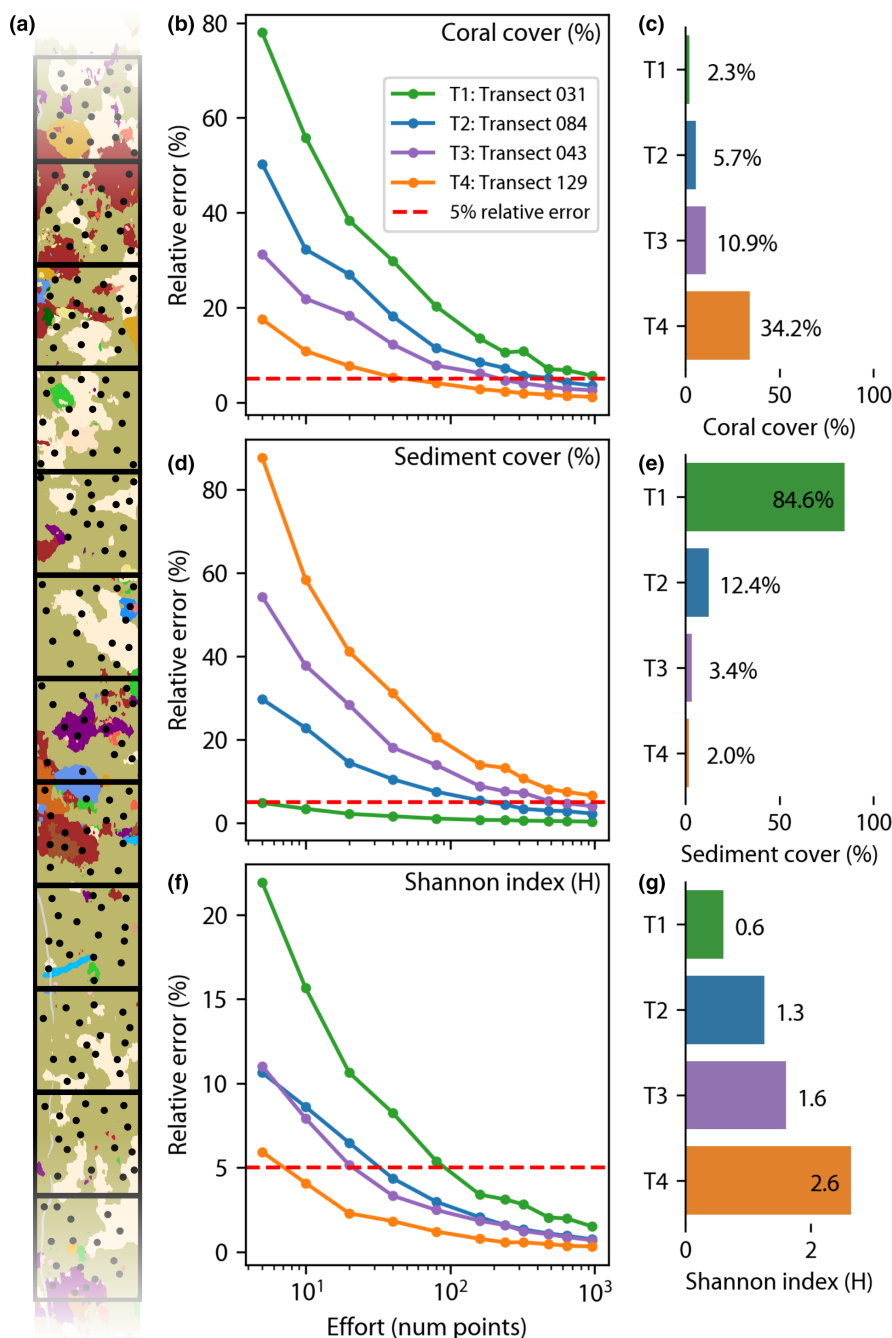 (a)
(b)
Coral cover (%)
80
60
40
20
0
Relative error (%)
T1: Transect 031
T2: Transect 084
T3: Transect 043
T4: Transect 129
5% relative error
(c)
T1
2.3%
T2
5.7%
T3
10.9%
T4
34.2%
0
50
100
Coral cover (%)
(d)
Sediment cover (%)
80
60
40
20
0
Relative error (%)
(e)
T1
84.6%
T2
12.4%
T3
3.4%
T4
2.0%
0
50
100
Sediment cover (%)
(f)
Shannon index (H)
20
15
10
5
0
Relative error (%)
10¹
10²
10³
Effort (num points)
(g)
T1
0.6
T2
1.3
T3
1.6
T4
2.6
0
2
Shannon index (H)